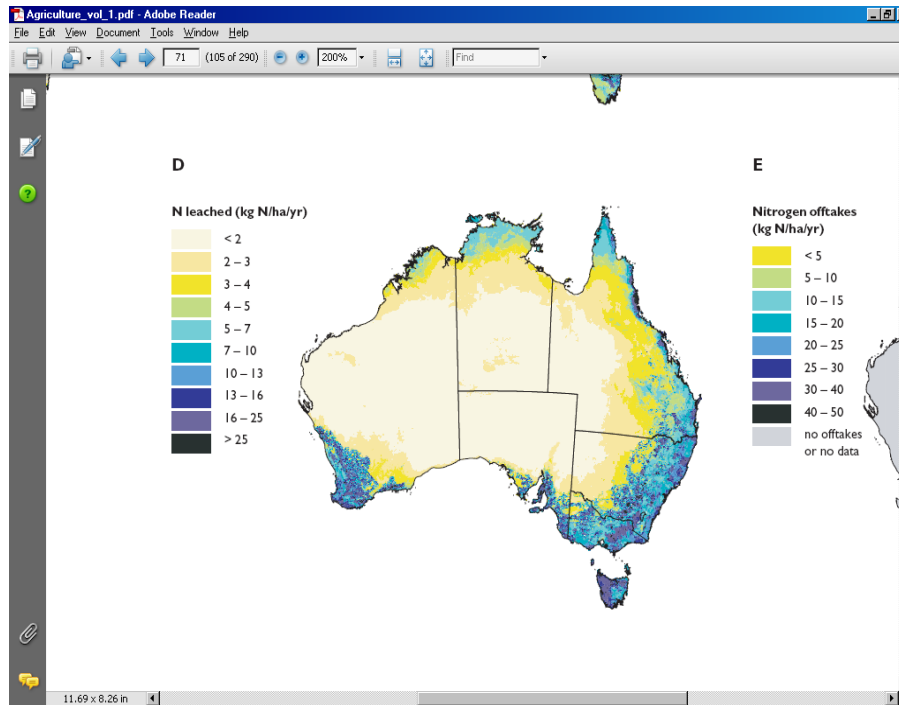 Agriculture_vol_1.pdf - Adobe Reader
File Edit View Document Tools Window Help
71 (105 of 290) 200% Find
D
N leached (kg N/ha/yr)
< 2
2 – 3
3 – 4
4 – 5
5 – 7
7 – 10
10 – 13
13 – 16
16 – 25
> 25
E
Nitrogen offtakes
(kg N/ha/yr)
< 5
5 – 10
10 – 15
15 – 20
20 – 25
25 – 30
30 – 40
40 – 50
no offtakes
or no data
11.69 x 8.26 in